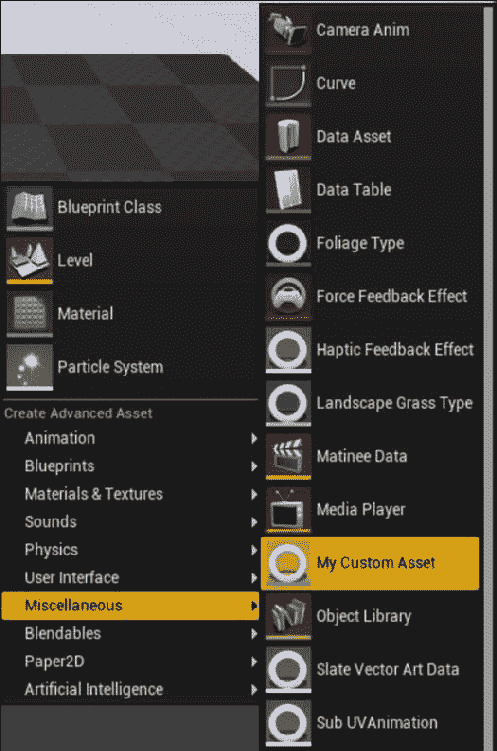 Blueprint Class
Level
Material
Particle System
Create Advanced Asset
Animation
Blueprints
Materials & Textures
Sounds
Physics
User Interface
Miscellaneous
Blendables
Paper2D
Artificial Intelligence
Camera Anim
Curve
Data Asset
Data Table
Foliage Type
Force Feedback Effect
Haptic Feedback Effect
Landscape Grass Type
Matinee Data
Media Player
My Custom Asset
Object Library
Slate Vector Art Data
Sub UVAnimation